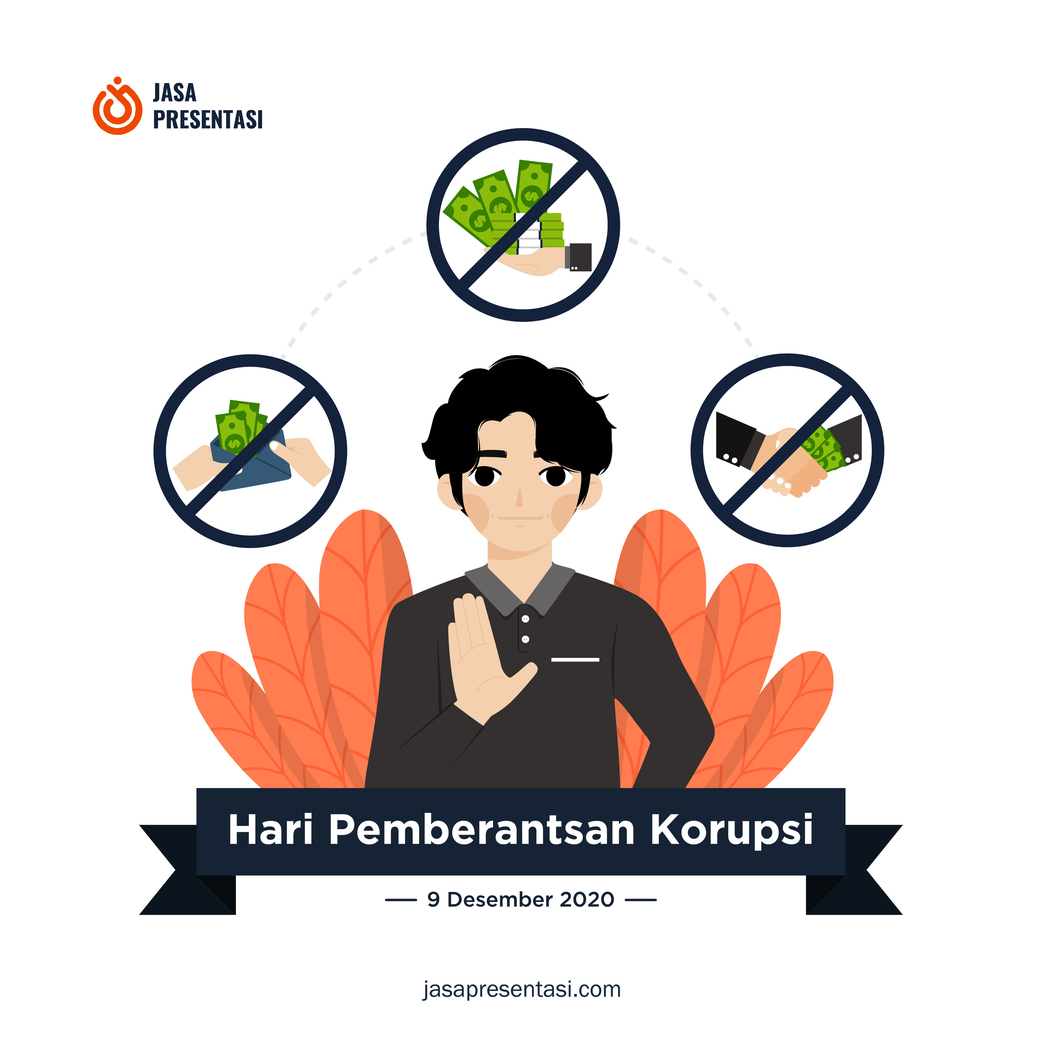 JASA
PRESENTASI
Hari Pemberantsan Korupsi
9 Desember 2020
jasapresentasi.com